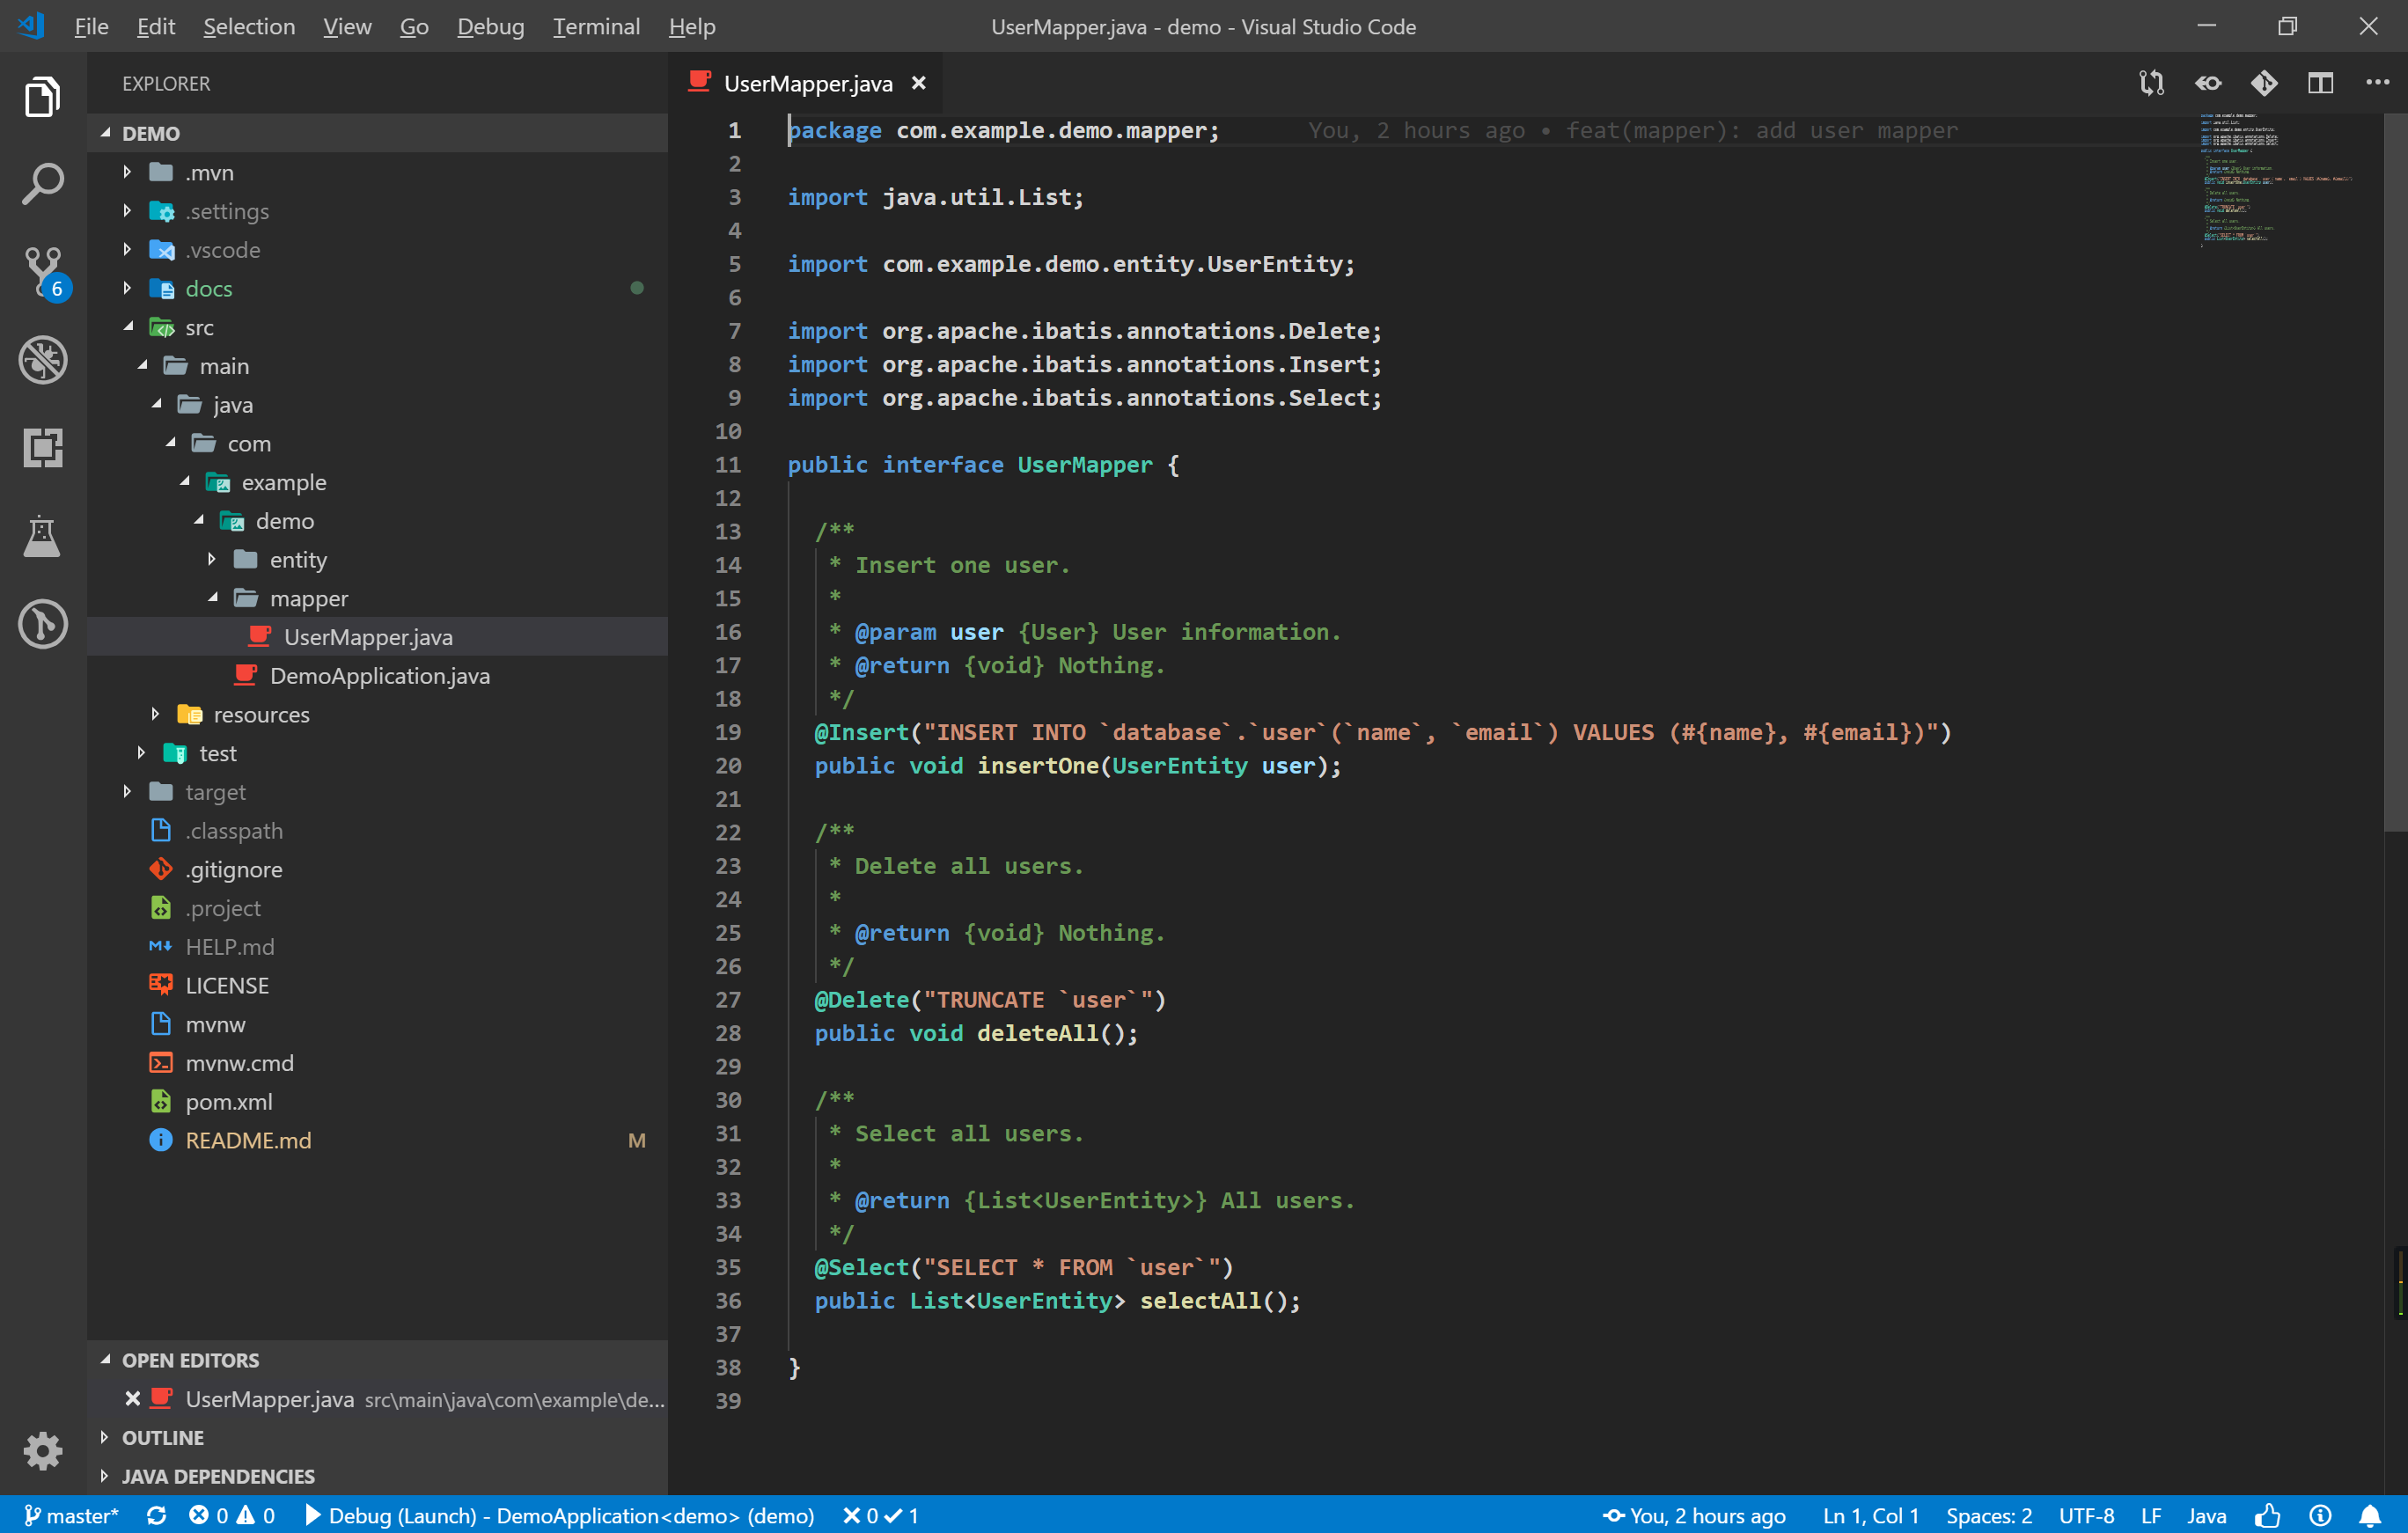 File Edit Selection View Go Debug Terminal Help
UserMapper.java - demo - Visual Studio Code
EXPLORER
DEMO
.mvn
.settings
.vscode
docs
src
main
java
com
example
demo
entity
mapper
UserMapper.java
DemoApplication.java
resources
test
target
.classpath
.gitignore
.project
HELP.md
LICENSE
mvnw
mvnw.cmd
pom.xml
README.md M
6
OPEN EDITORS
UserMapper.java src\main\java\com\example\de...
OUTLINE
JAVA DEPENDENCIES
UserMapper.java
1 package com.example.demo.mapper; You, 2 hours ago • feat(mapper): add user mapper
2
3 import java.util.List;
4
5 import com.example.demo.entity.UserEntity;
6
7 import org.apache.ibatis.annotations.Delete;
8 import org.apache.ibatis.annotations.Insert;
9 import org.apache.ibatis.annotations.Select;
10
11 public interface UserMapper {
12
13 /**
14 * Insert one user.
15 *
16 * @param user {User} User information.
17 * @return {void} Nothing.
18 */
19 @Insert("INSERT INTO `database`.`user`(`name`, `email`) VALUES (#{name}, #{email})")
20 public void insertOne(UserEntity user);
21
22 /**
23 * Delete all users.
24 *
25 * @return {void} Nothing.
26 */
27 @Delete("TRUNCATE `user`")
28 public void deleteAll();
29
30 /**
31 * Select all users.
32 *
33 * @return {List<UserEntity>} All users.
34 */
35 @Select("SELECT * FROM `user`")
36 public List<UserEntity> selectAll();
37
38 }
39
master* 0 0 Debug (Launch) - DemoApplication<demo> (demo) 0 1 You, 2 hours ago Ln 1, Col 1 Spaces: 2 UTF-8 LF Java